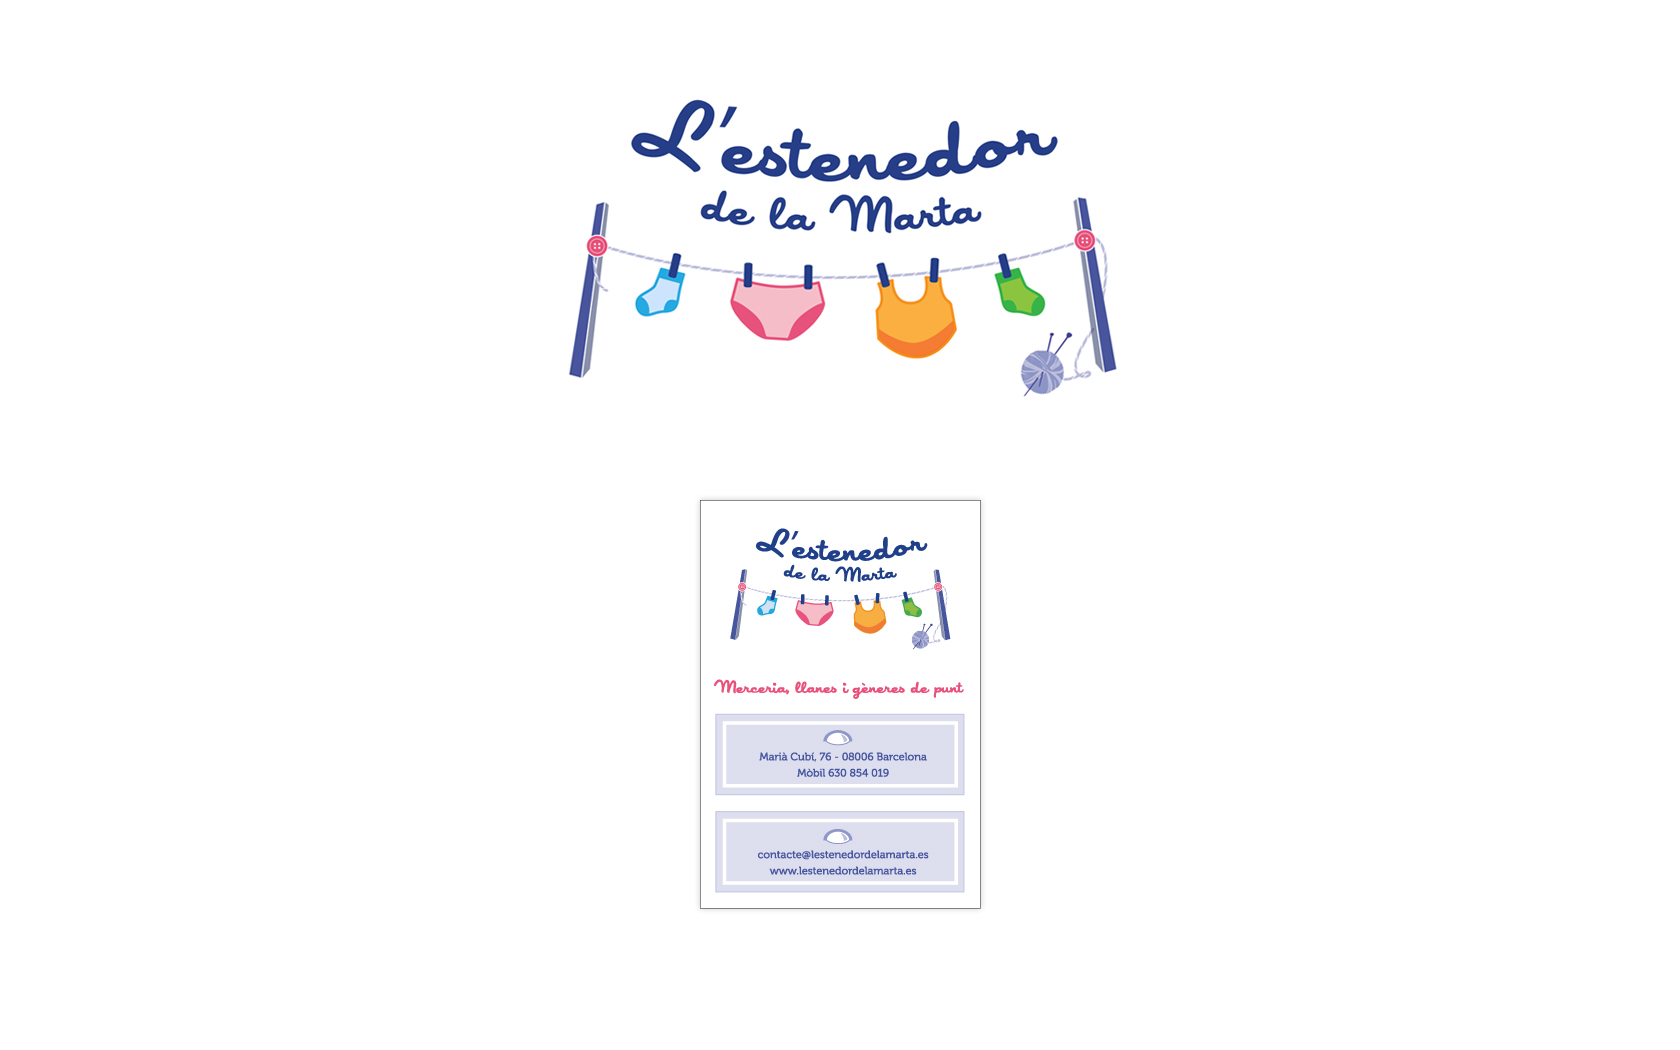 L'estenedor
de la Marta
L'estenedor
de la Marta
Merceria, llanes i gèneres de punt
Marià Cubí, 76 - 08006 Barcelona
Mòbil 630 854 019
contacte@lestenedordelamarta.es
www.lestenedordelamarta.es